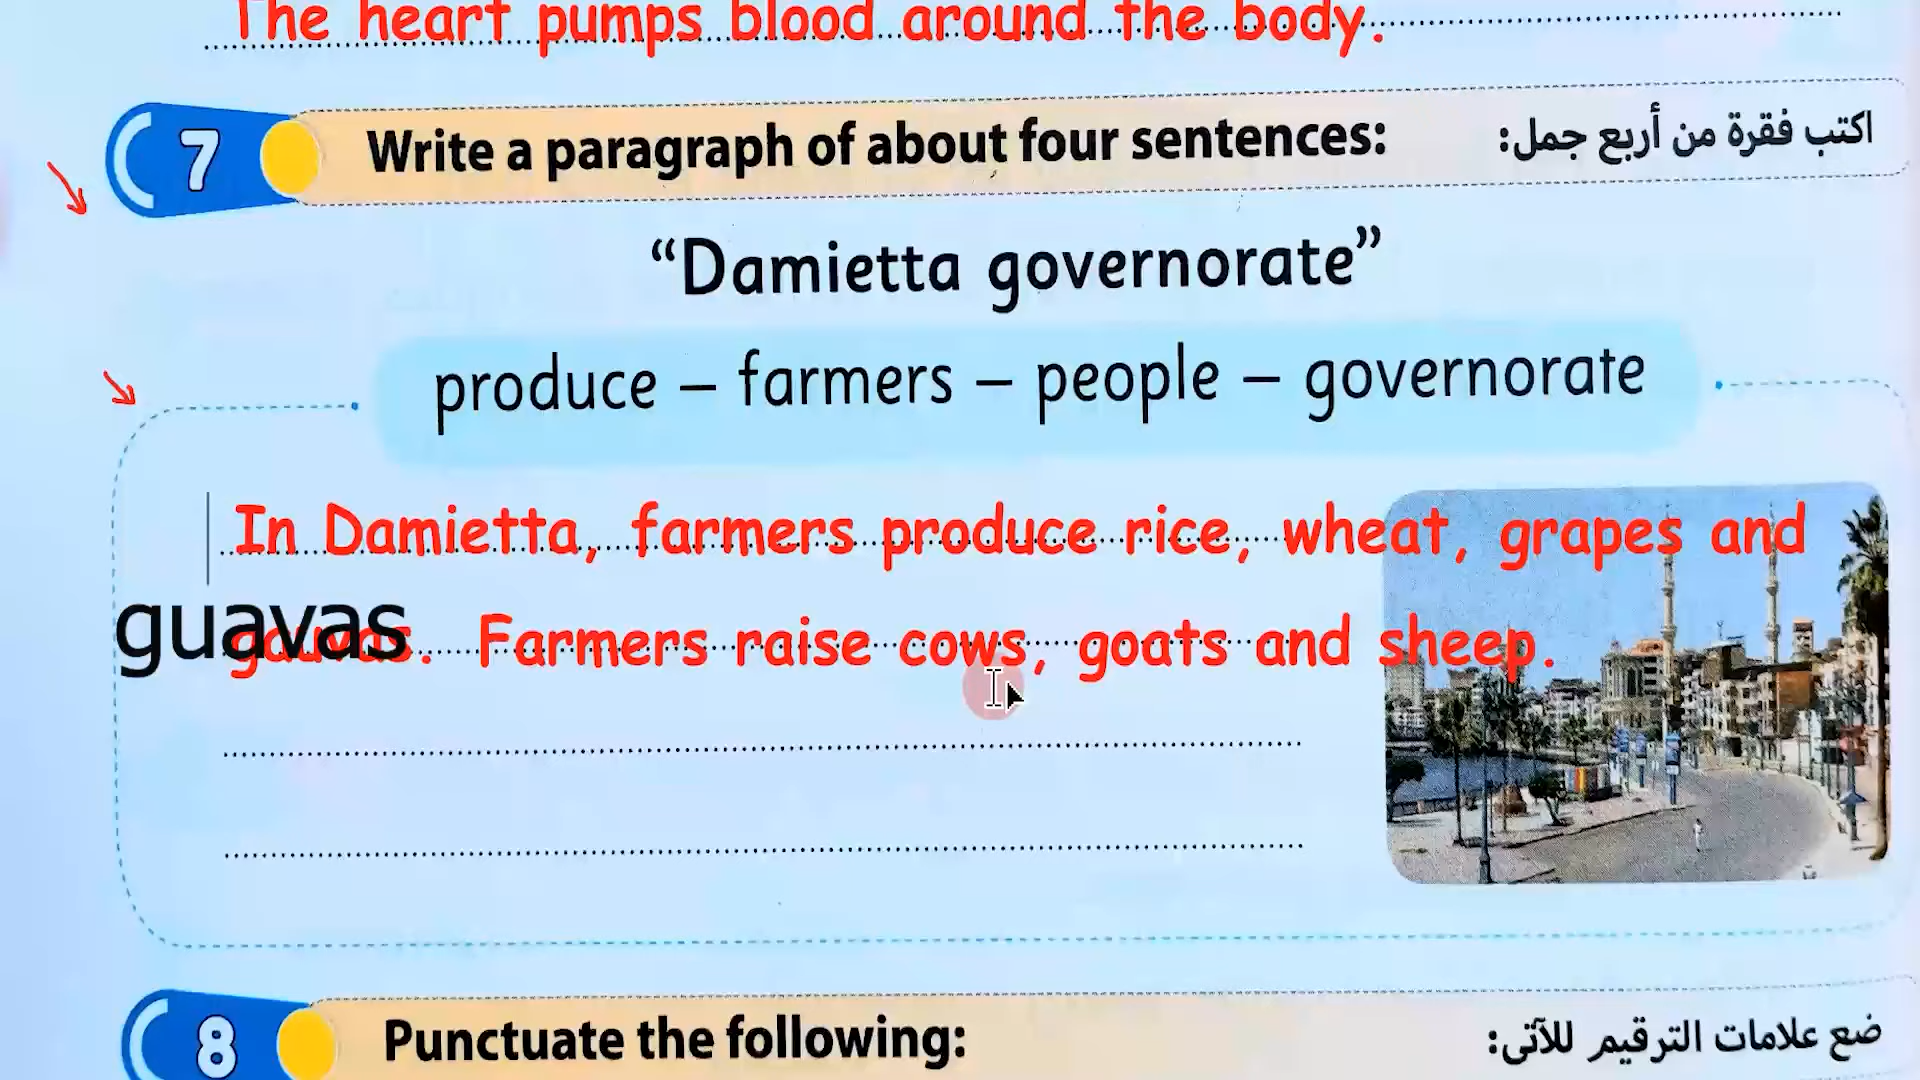 The heart pumps blood around the body.
7 Write a paragraph of about four sentences: اكتب فقرة من أربع جمل:
“Damietta governorate”
produce – farmers – people – governorate
In Damietta, farmers produce rice, wheat, grapes and
guavas
gauvas. Farmers raise cows, goats and sheep.
8 Punctuate the following: ضع علامات الترقيم للآتى: